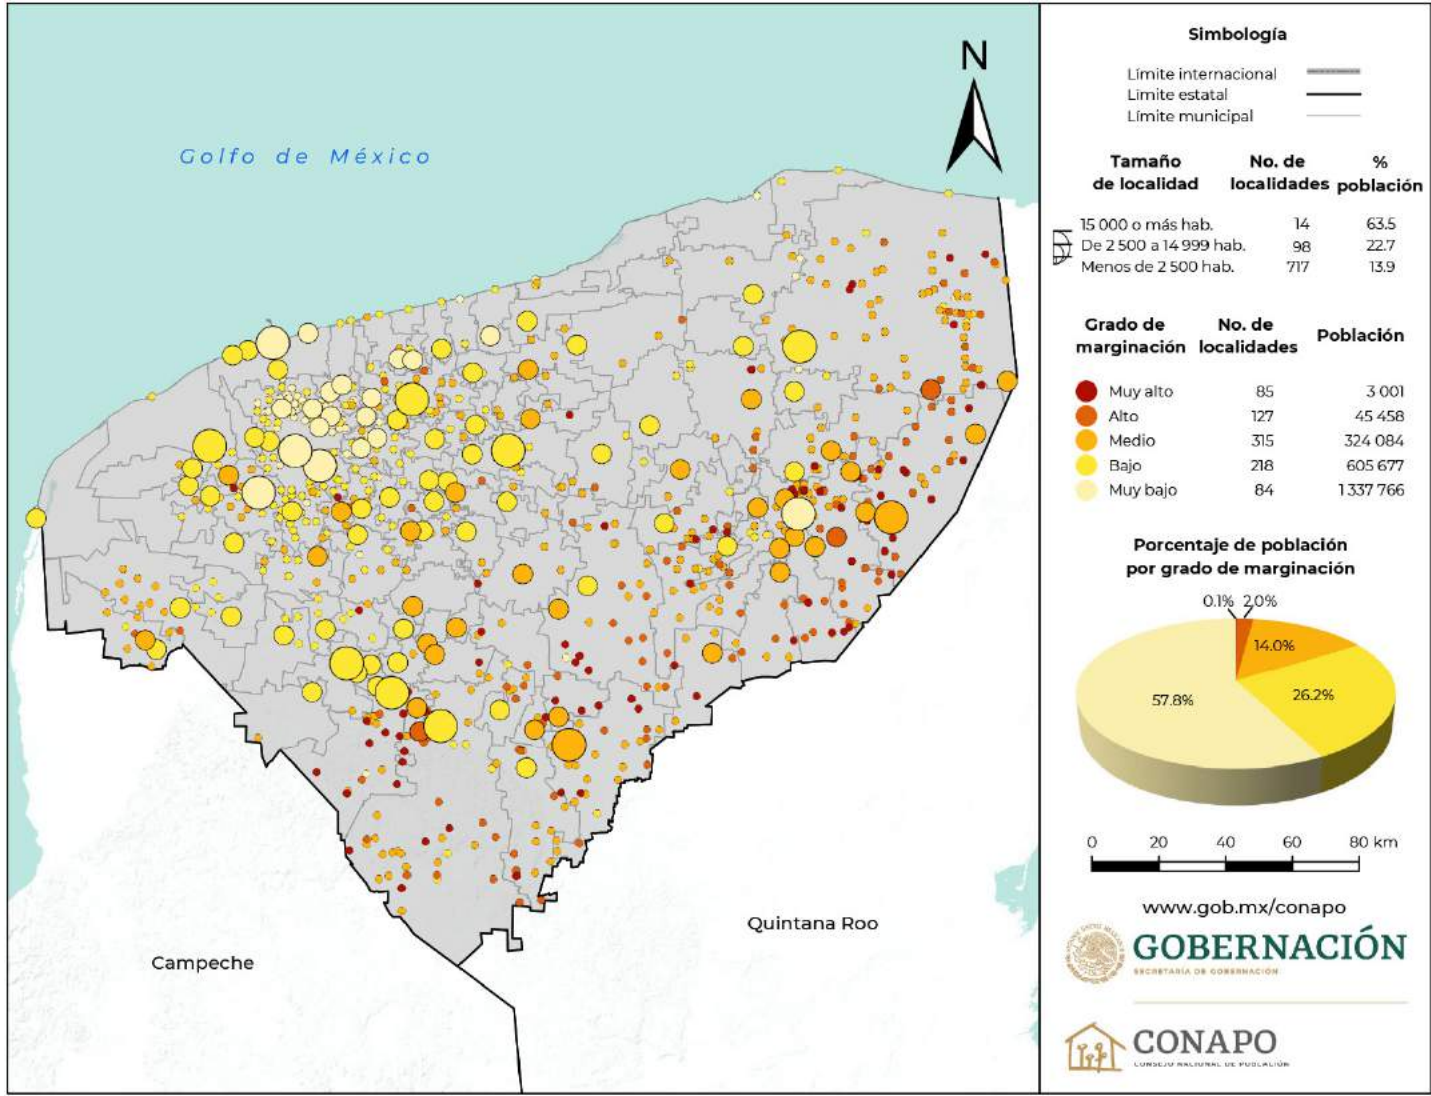 Golfo de México
N
Campeche
Quintana Roo
Simbología
Límite internacional
Límite estatal
Límite municipal
Tamaño de localidad No. de localidades % población
15 000 o más hab. 14 63.5
De 2 500 a 14 999 hab. 98 22.7
Menos de 2 500 hab. 717 13.9
Grado de marginación No. de localidades Población
Muy alto 85 3 001
Alto 127 45 458
Medio 315 324 084
Bajo 218 605 677
Muy bajo 84 1 337 766
Porcentaje de población
por grado de marginación
0.1% 2.0%
14.0%
26.2%
57.8%
0 20 40 60 80 km
www.gob.mx/conapo
GOBERNACIÓN
SECRETARÍA DE GOBERNACIÓN
CONAPO
CONSEJO NACIONAL DE POBLACIÓN